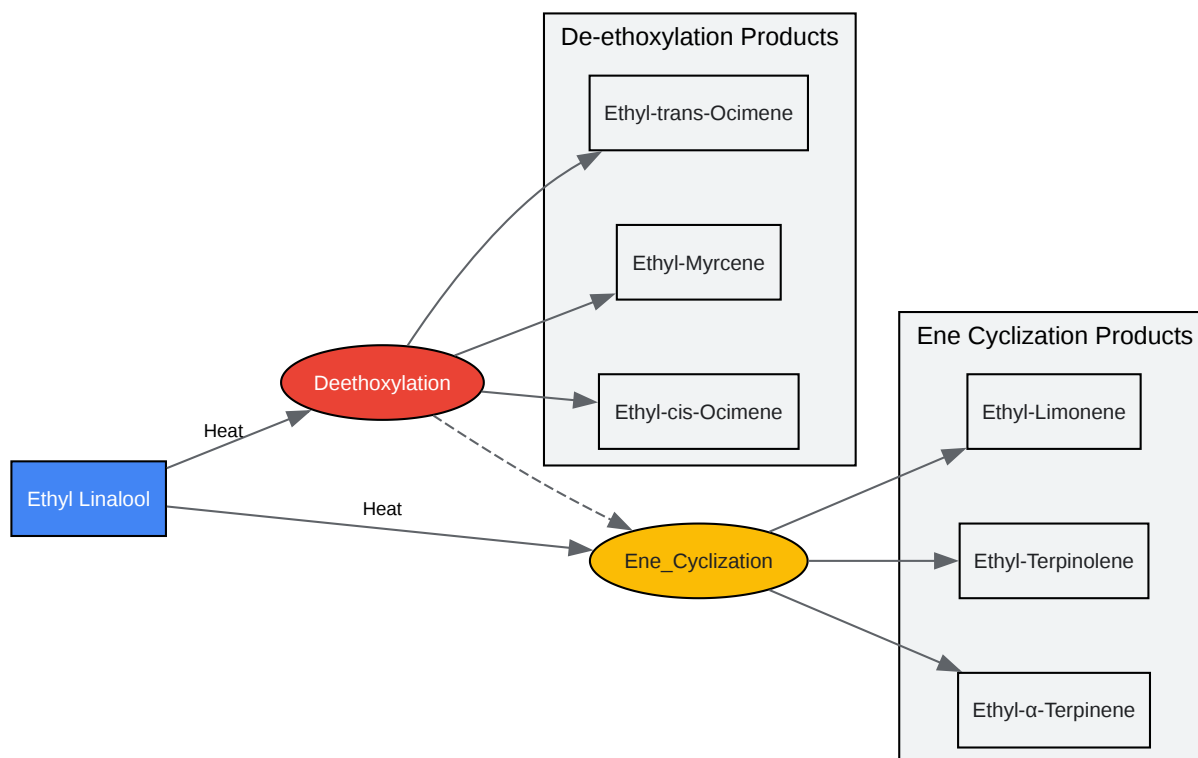 De-ethoxylation Products
Ethyl-trans-Ocimene
Ethyl-Myrcene
Ethyl-cis-Ocimene
Deethoxylation
Heat
Ethyl Linalool
Heat
Ene_Cyclization
Ene Cyclization Products
Ethyl-Limonene
Ethyl-Terpinolene
Ethyl-α-Terpinene